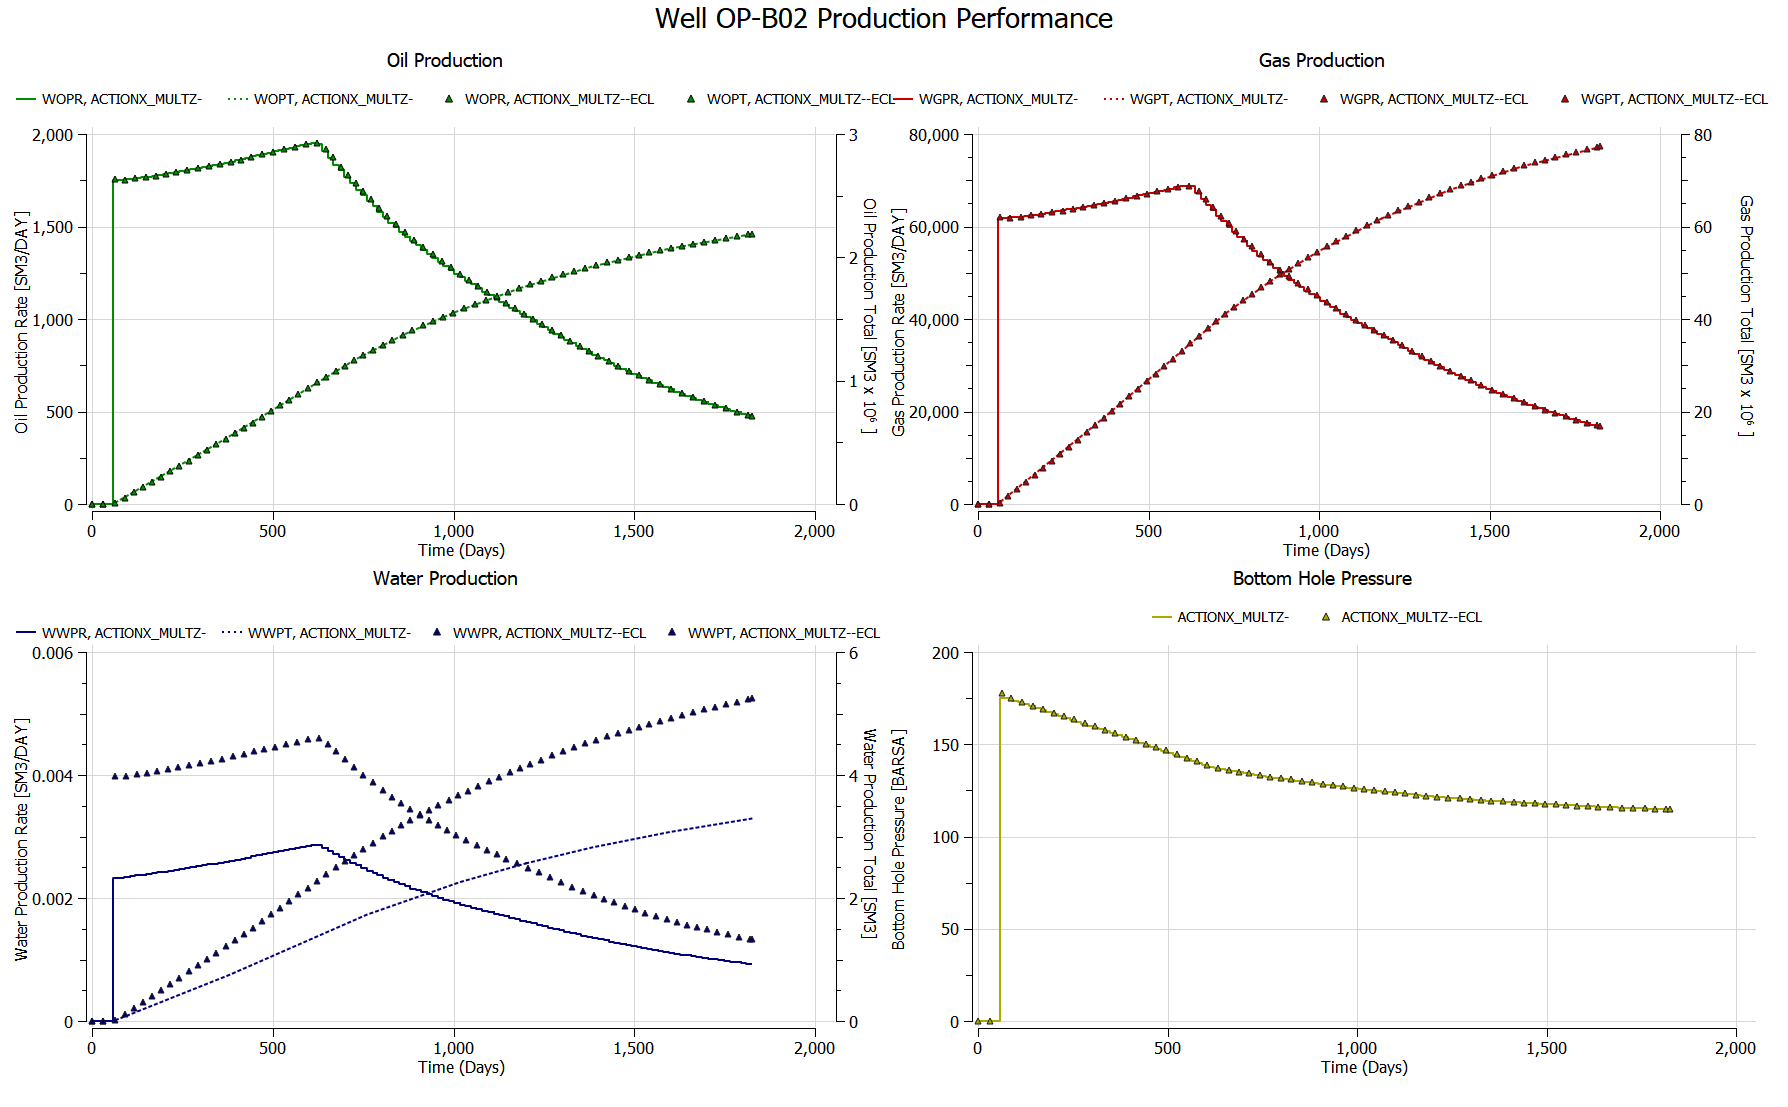 Well OP-B02 Production Performance
Oil Production
WOPR, ACTIONX_MULTZ- WOPT, ACTIONX_MULTZ- WOPR, ACTIONX_MULTZ--ECL WOPT, ACTIONX_MULTZ--ECL
2,000
1,500
1,000
500
0
Oil Production Rate [SM3/DAY]
3
2
1
0
Oil Production Total [SM3 x 10⁶ ]
0 500 1,000 1,500 2,000
Time (Days)
Gas Production
WGPR, ACTIONX_MULTZ- WGPT, ACTIONX_MULTZ- WGPR, ACTIONX_MULTZ--ECL WGPT, ACTIONX_MULTZ--ECL
80,000
60,000
40,000
20,000
0
Gas Production Rate [SM3/DAY]
80
60
40
20
0
Gas Production Total [SM3 x 10⁶ ]
0 500 1,000 1,500 2,000
Time (Days)
Water Production
WWPR, ACTIONX_MULTZ- WWPT, ACTIONX_MULTZ- WWPR, ACTIONX_MULTZ--ECL WWPT, ACTIONX_MULTZ--ECL
0.006
0.004
0.002
0
Water Production Rate [SM3/DAY]
6
4
2
0
Water Production Total [SM3]
0 500 1,000 1,500 2,000
Time (Days)
Bottom Hole Pressure
ACTIONX_MULTZ- ACTIONX_MULTZ--ECL
200
150
100
50
0
Bottom Hole Pressure [BARSA]
0 500 1,000 1,500 2,000
Time (Days)